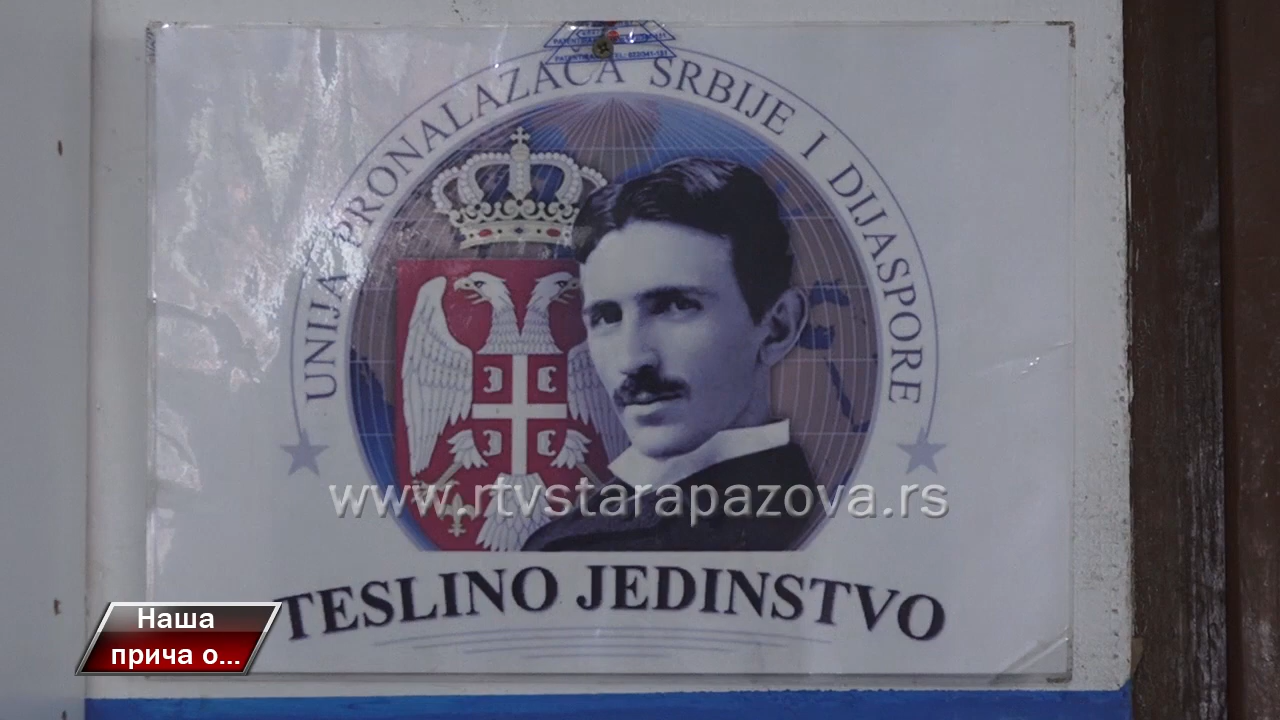 UNIJA PRONALAZAČA SRBIJE I DIJASPORE
www.rtvstarapazova.rs
TESLINO JEDINSTVO
Наша
прича о...